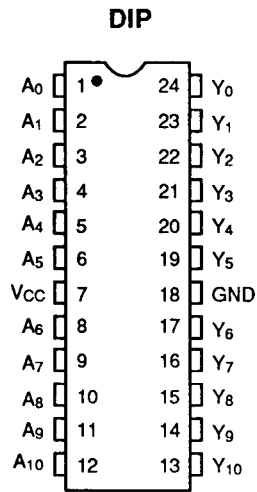 DIP
A0 1 24 Y0
A1 2 23 Y1
A2 3 22 Y2
A3 4 21 Y3
A4 5 20 Y4
A5 6 19 Y5
VCC 7 18 GND
A6 8 17 Y6
A7 9 16 Y7
A8 10 15 Y8
A9 11 14 Y9
A10 12 13 Y10